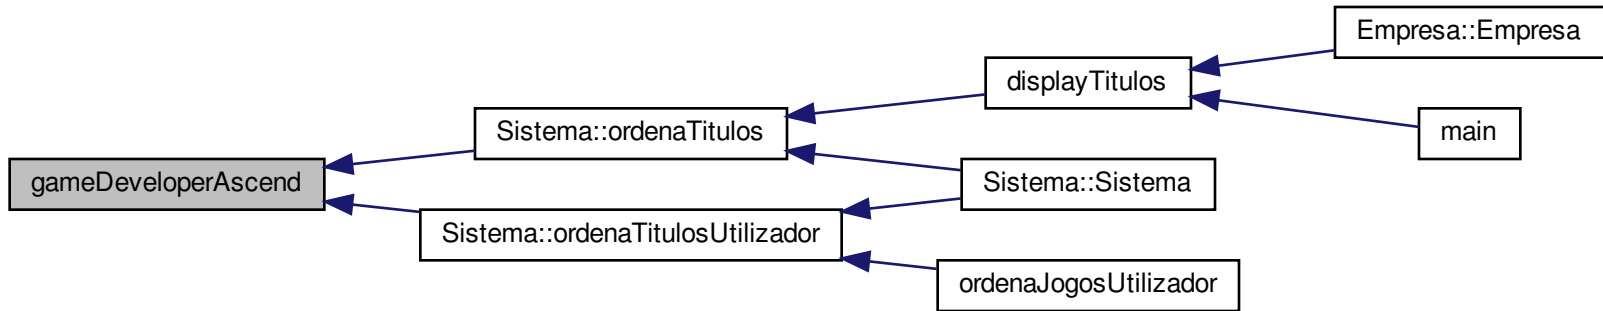 Empresa::Empresa
displayTitulos
Sistema::ordenaTitulos
main
gameDeveloperAscend
Sistema::Sistema
Sistema::ordenaTitulosUtilizador
ordenaJogosUtilizador